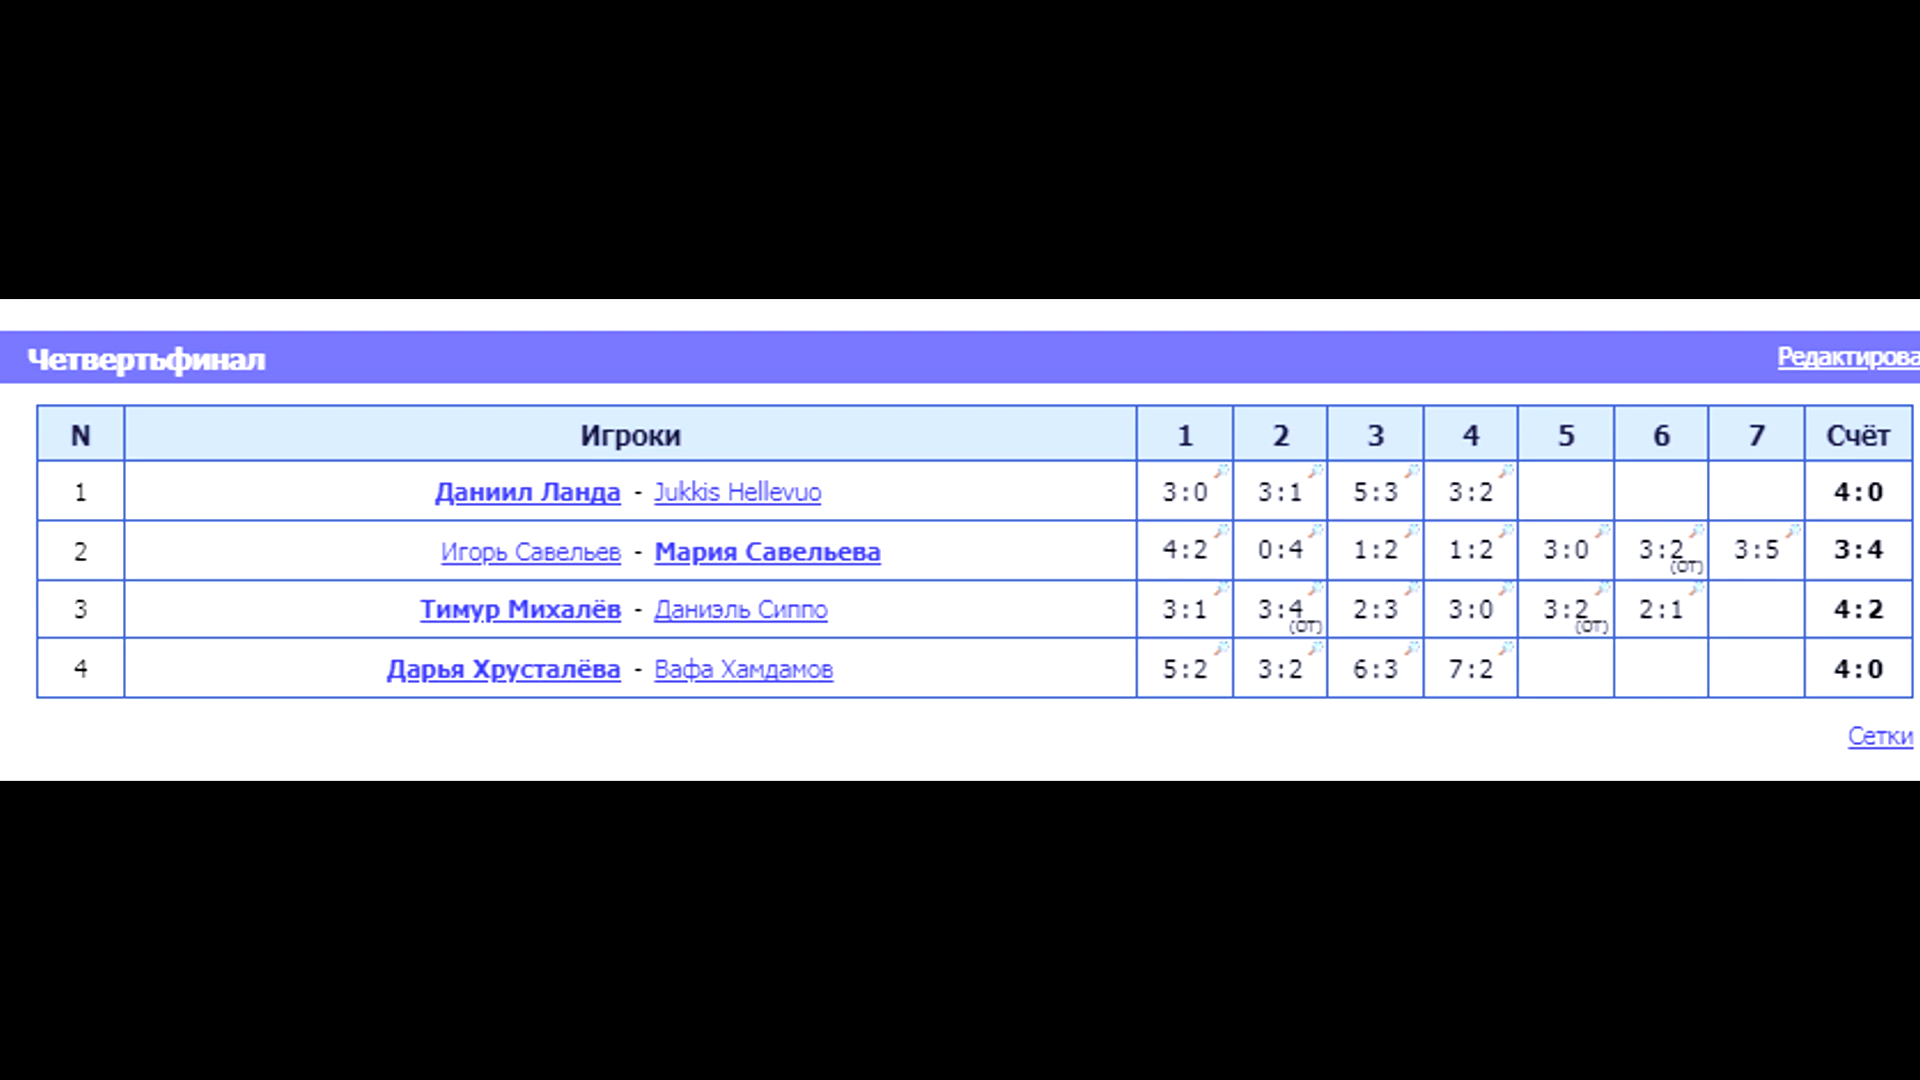 Четвертьфинал Редактирова
N Игроки 1 2 3 4 5 6 7 Счёт
1 Даниил Ланда - Jukkis Hellevuo 3:0 3:1 5:3 3:2 4:0
2 Игорь Савельев - Мария Савельева 4:2 0:4 1:2 1:2 3:0 3:2 (ОТ) 3:5 3:4
3 Тимур Михалёв - Даниэль Сиппо 3:1 3:4 (ОТ) 2:3 3:0 3:2 (ОТ) 2:1 4:2
4 Дарья Хрусталёва - Вафа Хамдамов 5:2 3:2 6:3 7:2 4:0
Сетки